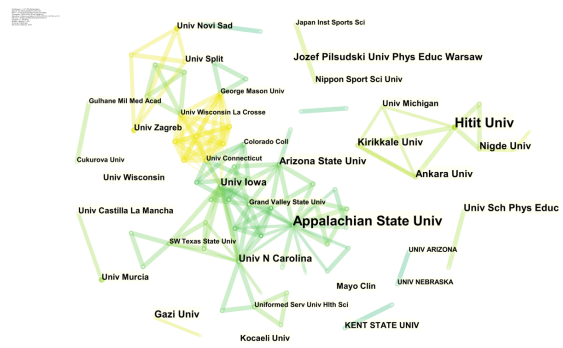 Univ Novi Sad
Japan Inst Sports Sci
Univ Split
Jozef Pilsudski Univ Phys Educ Warsaw
Nippon Sport Sci Univ
George Mason Univ
Gulhane Mil Med Acad
Univ Michigan
Univ Wisconsin La Crosse
Hitit Univ
Univ Zagreb
Colorado Coll
Kirikkale Univ
Nigde Univ
Cukurova Univ
Univ Connecticut
Arizona State Univ
Univ Wisconsin
Univ Iowa
Ankara Univ
Grand Valley State Univ
Univ Castilla La Mancha
Univ Sch Phys Educ
Appalachian State Univ
SW Texas State Univ
UNIV ARIZONA
Univ N Carolina
Univ Murcia
Mayo Clin
UNIV NEBRASKA
Uniformed Serv Univ Hlth Sci
Gazi Univ
KENT STATE UNIV
Kocaeli Univ